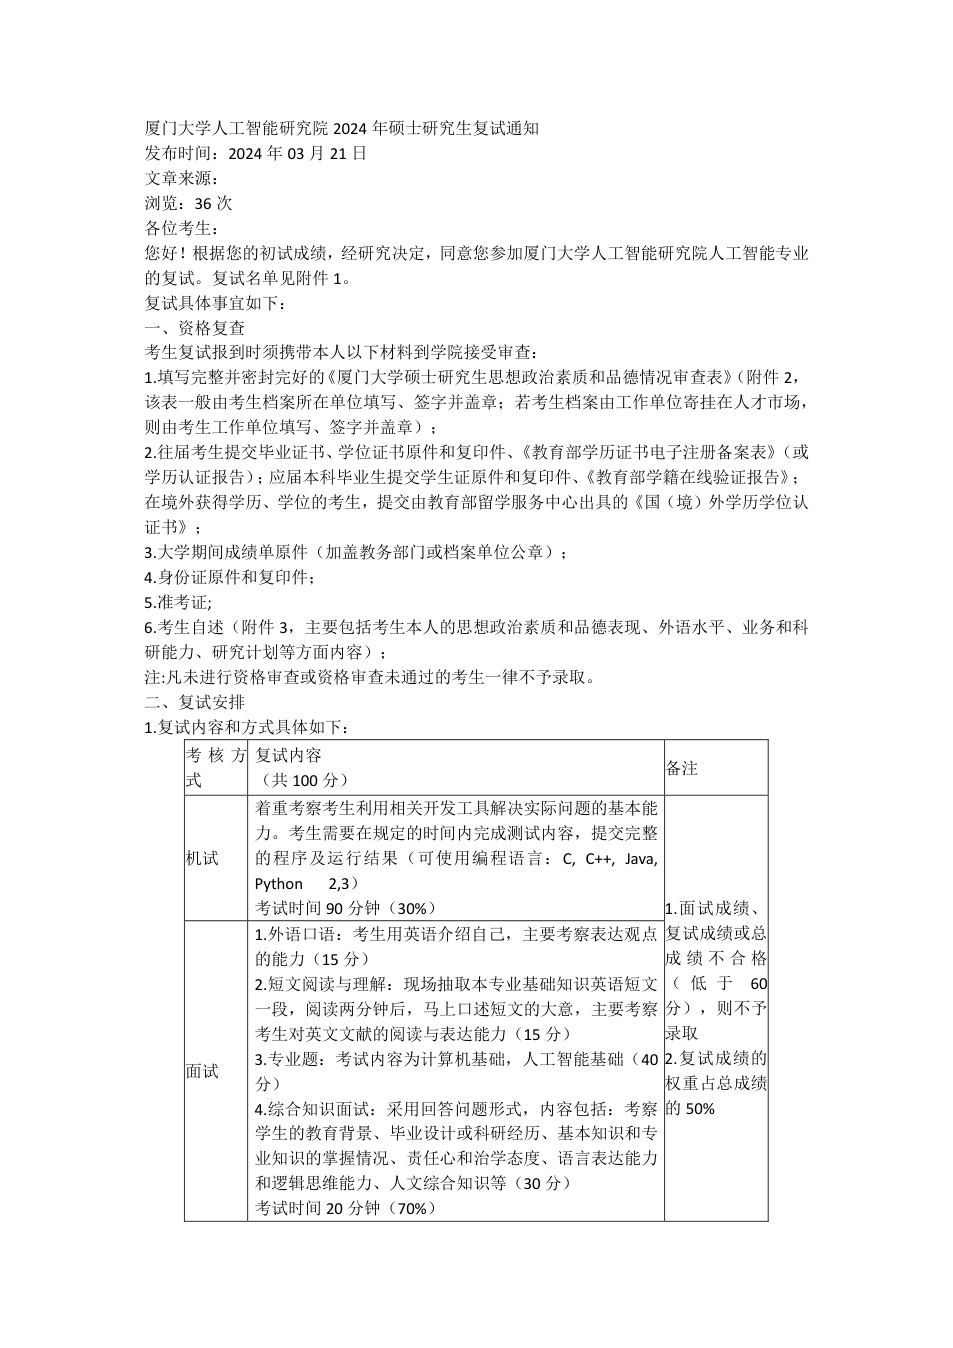 厦门大学人工智能研究院 2024 年硕士研究生复试通知
发布时间：2024 年 03 月 21 日
文章来源：
浏览：36 次
各位考生：
您好！根据您的初试成绩，经研究决定，同意您参加厦门大学人工智能研究院人工智能专业
的复试。复试名单见附件 1。
复试具体事宜如下：
一、资格复查
考生复试报到时须携带本人以下材料到学院接受审查：
1.填写完整并密封完好的《厦门大学硕士研究生思想政治素质和品德情况审查表》（附件 2，
该表一般由考生档案所在单位填写、签字并盖章；若考生档案由工作单位寄挂在人才市场，
则由考生工作单位填写、签字并盖章）；
2.往届考生提交毕业证书、学位证书原件和复印件、《教育部学历证书电子注册备案表》（或
学历认证报告）；应届本科毕业生提交学生证原件和复印件、《教育部学籍在线验证报告》；
在境外获得学历、学位的考生，提交由教育部留学服务中心出具的《国（境）外学历学位认
证书》；
3.大学期间成绩单原件（加盖教务部门或档案单位公章）；
4.身份证原件和复印件；
5.准考证;
6.考生自述（附件 3，主要包括考生本人的思想政治素质和品德表现、外语水平、业务和科
研能力、研究计划等方面内容）；
注:凡未进行资格审查或资格审查未通过的考生一律不予录取。
二、复试安排
1.复试内容和方式具体如下：
考核方
式
复试内容
（共 100 分）
备注
机试
着重考察考生利用相关开发工具解决实际问题的基本能
力。考生需要在规定的时间内完成测试内容，提交完整
的程序及运行结果（可使用编程语言：C, C++, Java,
Python 2,3）
考试时间 90 分钟（30%）
面试
1.外语口语：考生用英语介绍自己，主要考察表达观点
的能力（15 分）
2.短文阅读与理解：现场抽取本专业基础知识英语短文
一段，阅读两分钟后，马上口述短文的大意，主要考察
考生对英文文献的阅读与表达能力（15 分）
3.专业题：考试内容为计算机基础，人工智能基础（40
分）
4.综合知识面试：采用回答问题形式，内容包括：考察
学生的教育背景、毕业设计或科研经历、基本知识和专
业知识的掌握情况、责任心和治学态度、语言表达能力
和逻辑思维能力、人文综合知识等（30 分）
考试时间 20 分钟（70%）
1.面试成绩、
复试成绩或总
成绩不合格
（低于 60
分），则不予
录取
2.复试成绩的
权重占总成绩
的 50%